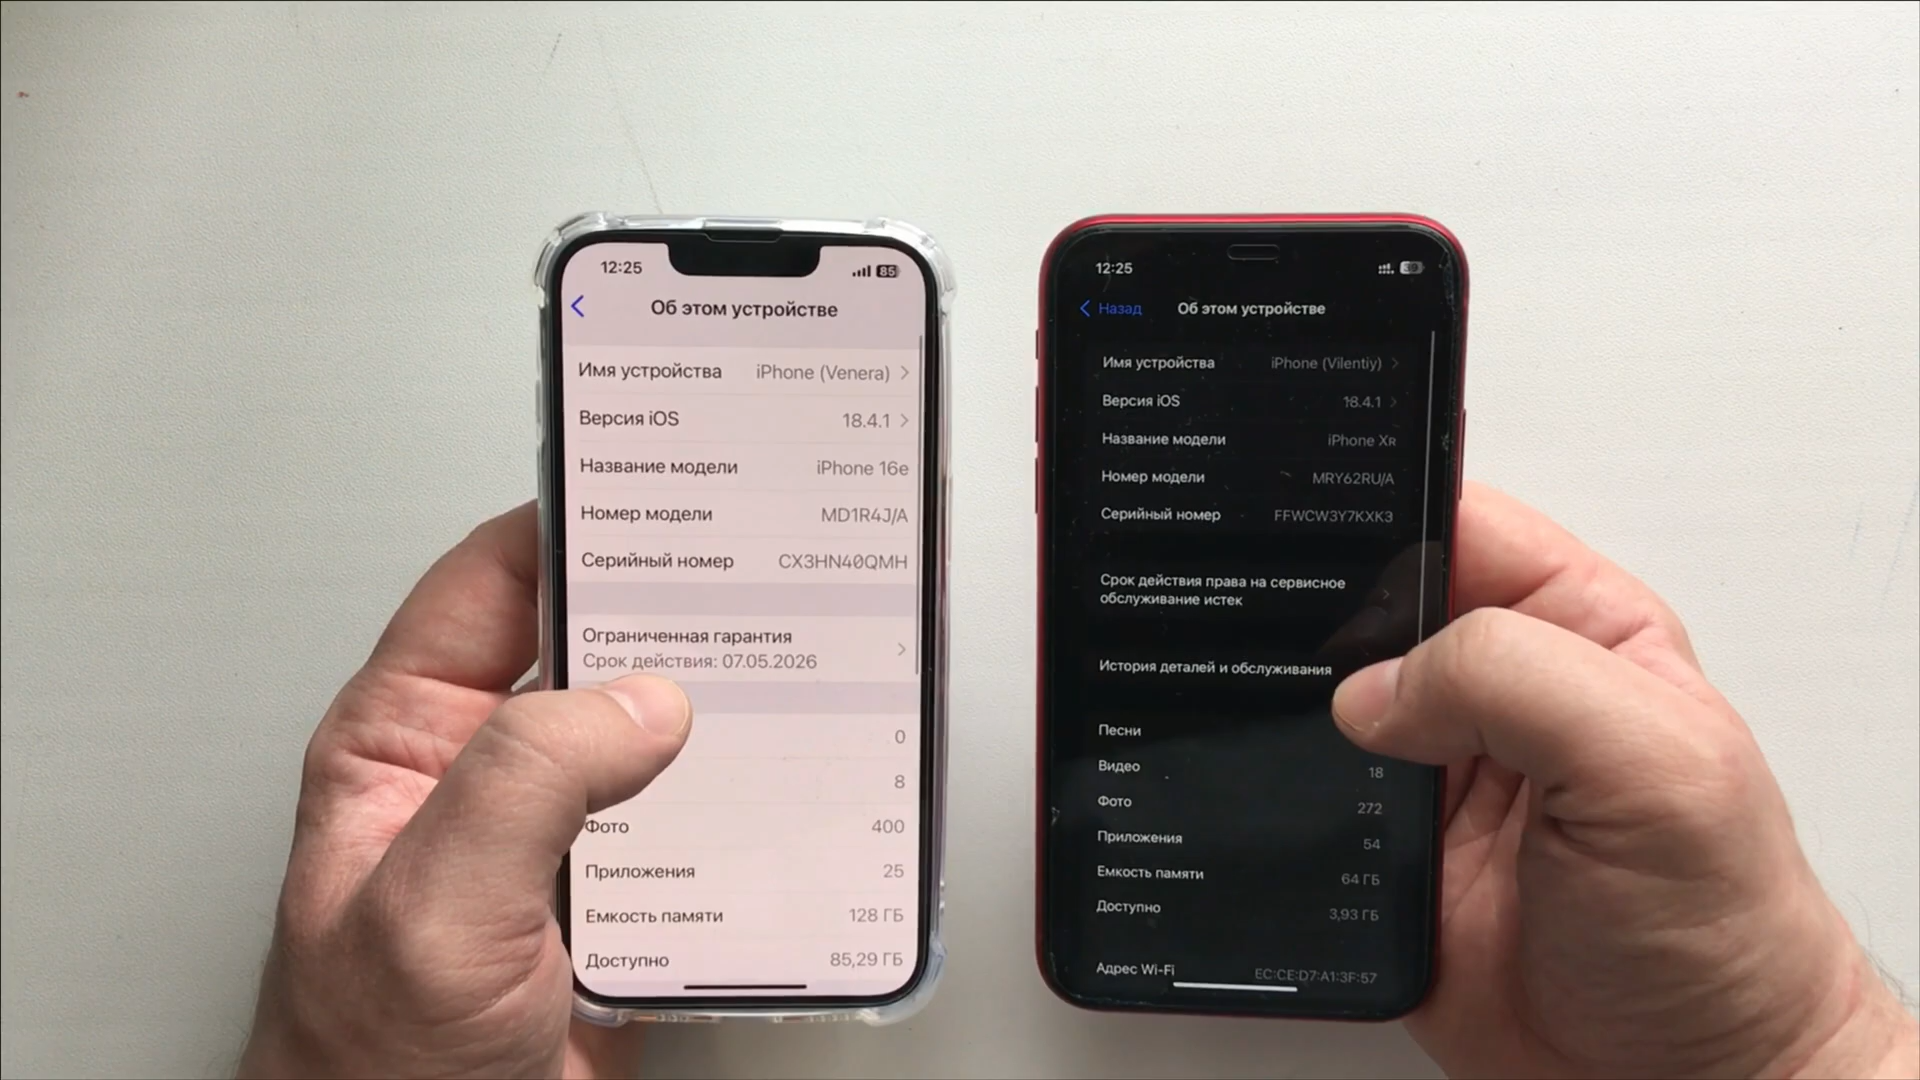 12:25
85
Об этом устройстве
Имя устройства iPhone (Venera)
Версия iOS 18.4.1
Название модели iPhone 16e
Номер модели MD1R4J/A
Серийный номер CX3HN40QMH
Ограниченная гарантия
Срок действия: 07.05.2026
0
8
Фото 400
Приложения 25
Емкость памяти 128 ГБ
Доступно 85,29 ГБ
12:25
Назад Об этом устройстве
Имя устройства iPhone (Vilentiy)
Версия iOS 18.4.1
Название модели iPhone XR
Номер модели MRY62RU/A
Серийный номер FFWCW3Y7KXK3
Срок действия права на сервисное
обслуживание истек
История деталей и обслуживания
Песни
Видео 18
Фото 272
Приложения 54
Емкость памяти 64 ГБ
Доступно 3,93 ГБ
Адрес Wi-Fi EC:CE:D7:A1:3F:57